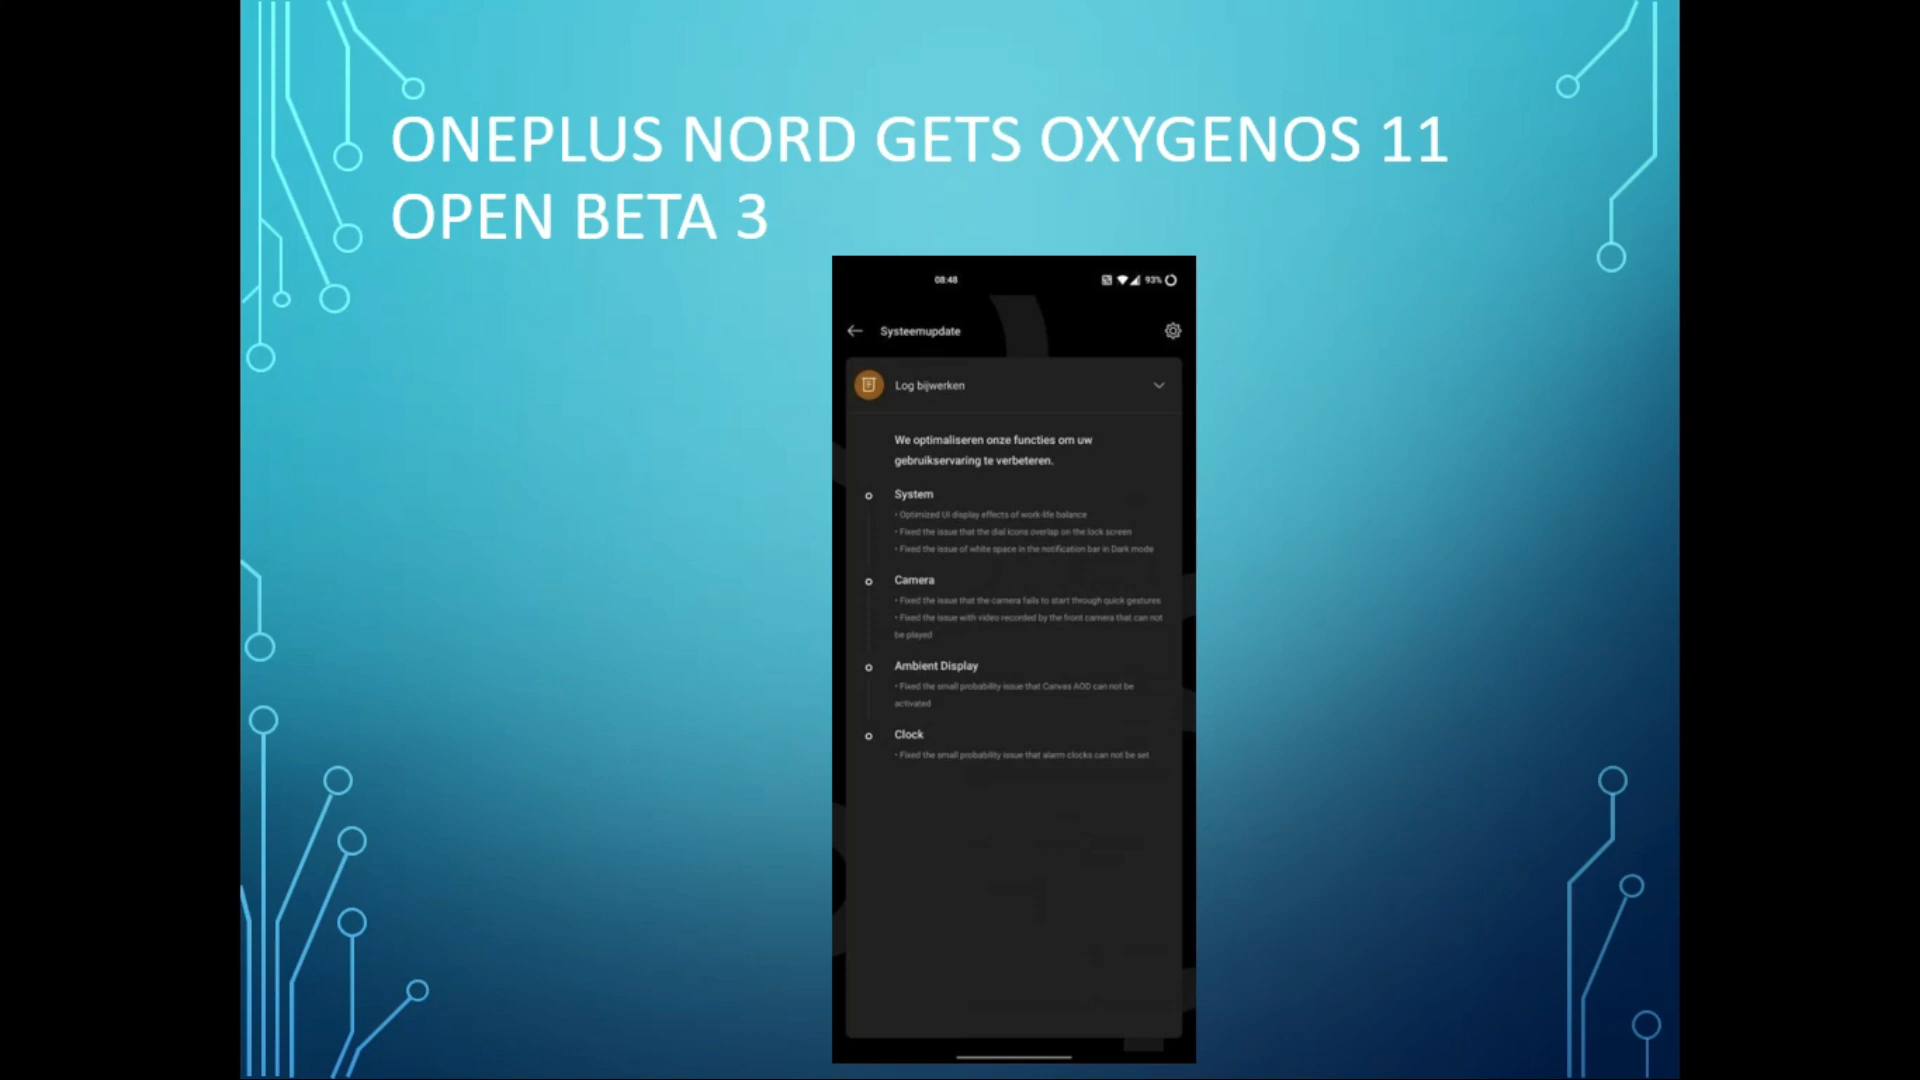 ONEPLUS NORD GETS OXYGENOS 11
OPEN BETA 3
08:48
93%
Systeemupdate
Log bijwerken
We optimaliseren onze functies om uw
gebruikservaring te verbeteren.
System
• Optimized UI display effects of work-life balance
• Fixed the issue that the dial icons overlap on the lock screen
• Fixed the issue of white space in the notification bar in Dark mode
Camera
• Fixed the issue that the camera fails to start through quick gestures
• Fixed the issue with video recorded by the front camera that can not
be played
Ambient Display
• Fixed the small probability issue that Canvas AOD can not be
activated
Clock
• Fixed the small probability issue that alarm clocks can not be set